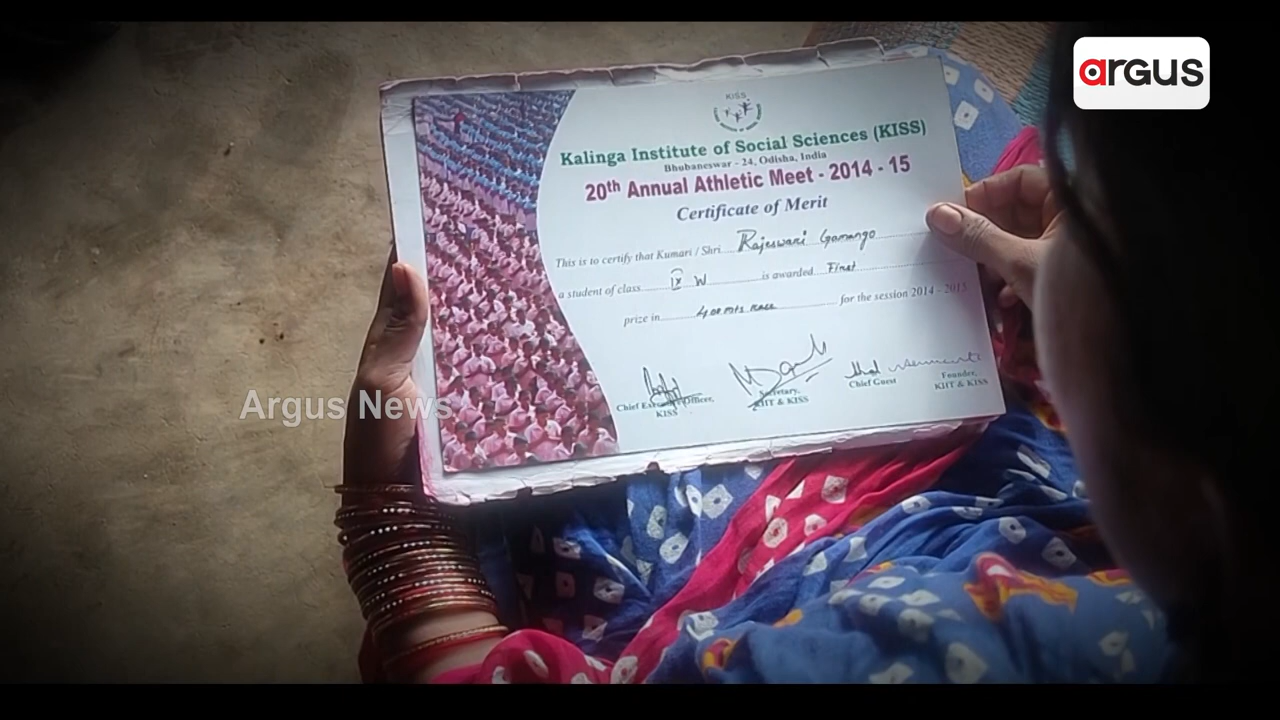 argus
KISS
Kalinga Institute of Social Sciences (KISS)
Bhubaneswar - 24, Odisha, India
20th Annual Athletic Meet - 2014 - 15
Certificate of Merit
This is to certify that Kumari / Shri Rajeswari Gamango
a student of class IX W is awarded First
prize in 400 mts race for the session 2014 - 2015
Chief Executive Officer, KISS
Secretary, KIIT & KISS
Chief Guest
Founder, KIIT & KISS
Argus News